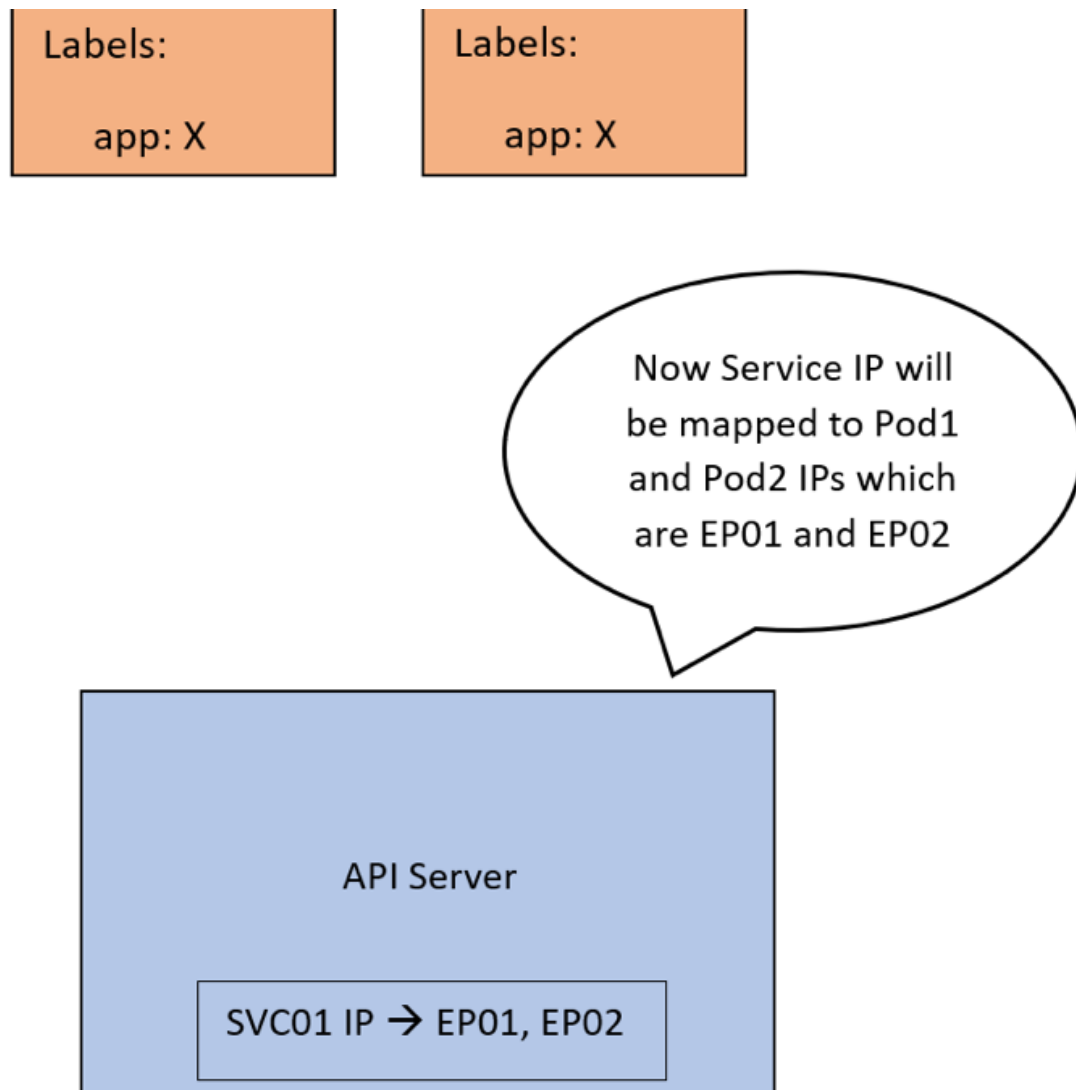 Labels:
app: X
Labels:
app: X
Now Service IP will
be mapped to Pod1
and Pod2 IPs which
are EP01 and EP02
API Server
SVC01 IP → EP01, EP02